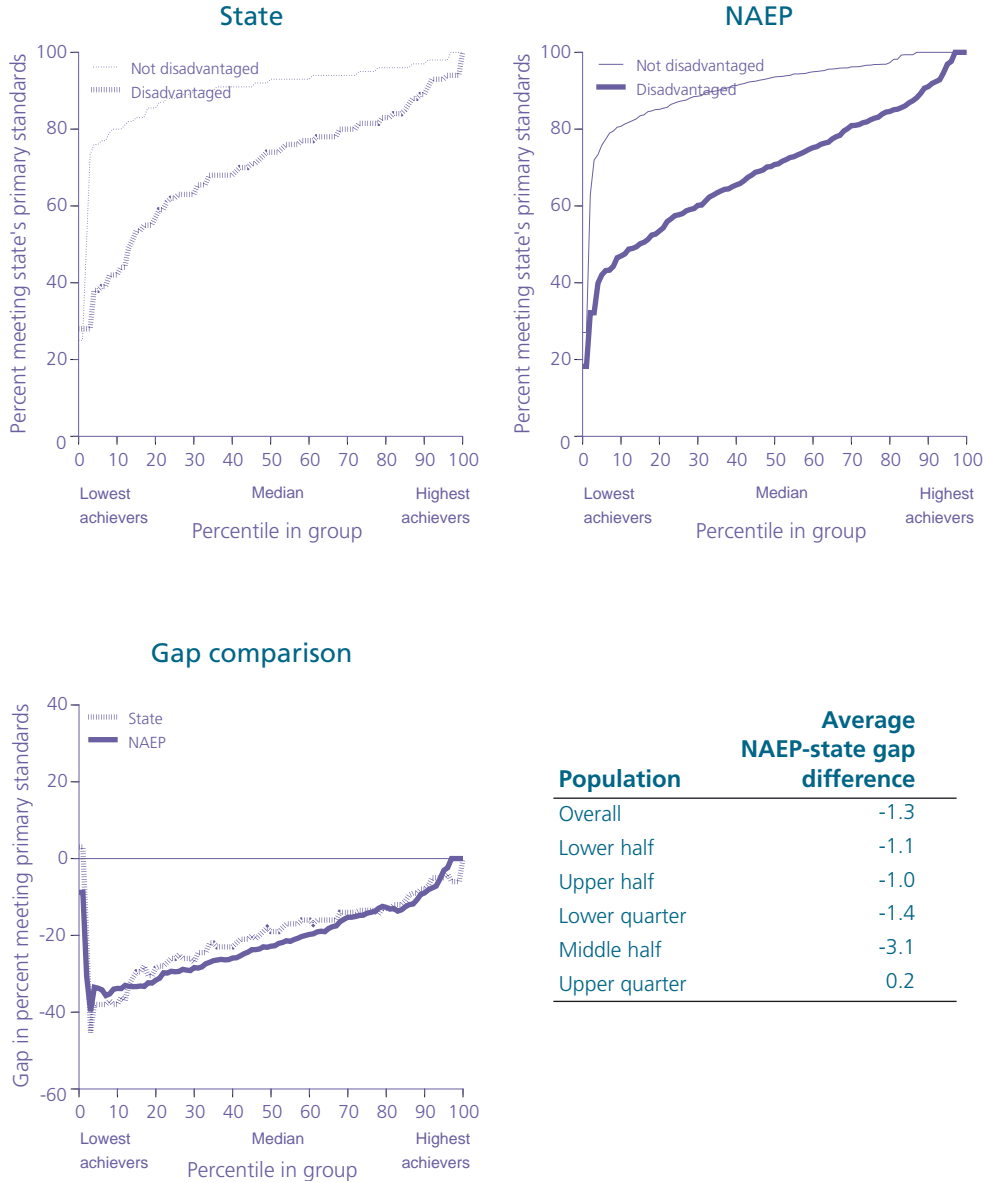 State
Percent meeting state's primary standards
100
80
60
40
20
0
Not disadvantaged
Disadvantaged
0 10 20 30 40 50 60 70 80 90 100
Lowest achievers
Median
Highest achievers
Percentile in group
NAEP
Percent meeting state's primary standards
100
80
60
40
20
0
Not disadvantaged
Disadvantaged
0 10 20 30 40 50 60 70 80 90 100
Lowest achievers
Median
Highest achievers
Percentile in group
Gap comparison
Gap in percent meeting primary standards
40
20
0
-20
-40
-60
State
NAEP
0 10 20 30 40 50 60 70 80 90 100
Lowest achievers
Median
Highest achievers
Percentile in group
Average
NAEP-state gap
Population difference
Overall -1.3
Lower half -1.1
Upper half -1.0
Lower quarter -1.4
Middle half -3.1
Upper quarter 0.2